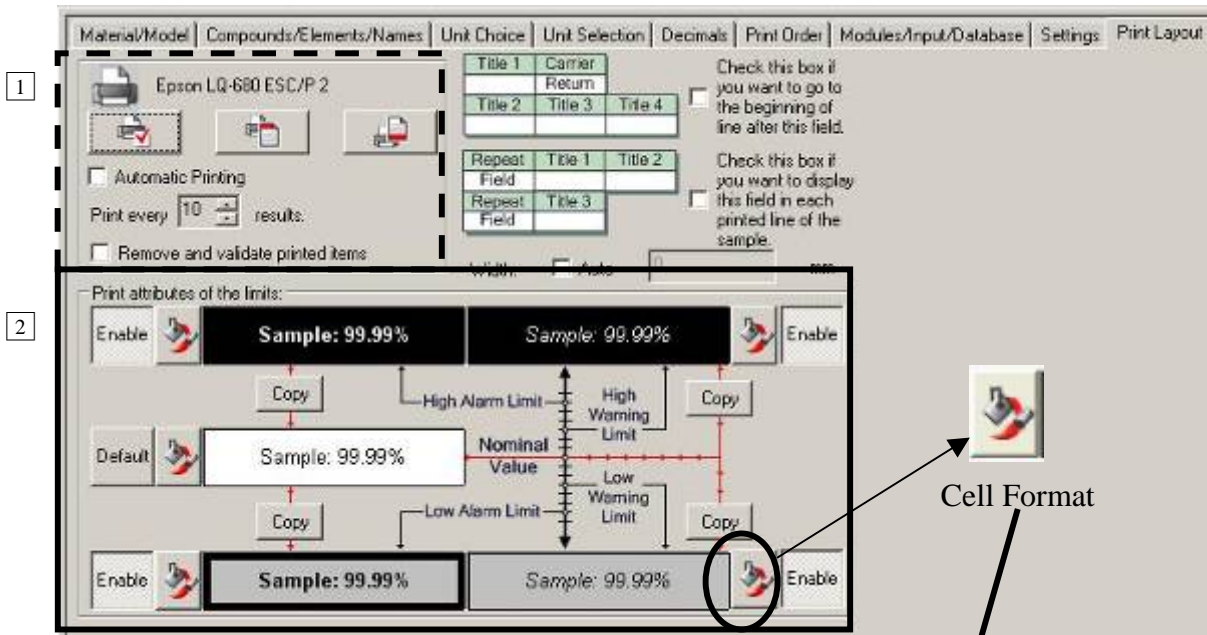 Material/Model Compounds/Elements/Names Unit Choice Unit Selection Decimals Print Order Modules/Input/Database Settings Print Layout
1
Epson LQ-680 ESC/P 2
Automatic Printing
Print every 10 results.
Remove and validate printed items
Title 1 Carrier
Return
Title 2 Title 3 Title 4
Check this box if
you want to go to
the beginning of
line after this field.
Repeat Title 1 Title 2
Field
Repeat Title 3
Field
Check this box if
you want to display
this field in each
printed line of the
sample.
Width: Auto 0 mm
2
Print attributes of the limits:
Enable Sample: 99.99% Sample: 99.99% Enable
Copy High Alarm Limit High
Warning
Limit Copy
Default Sample: 99.99% Nominal
Value
Copy Low Alarm Limit Low
Warning
Limit Copy
Enable Sample: 99.99% Sample: 99.99% Enable
Cell Format